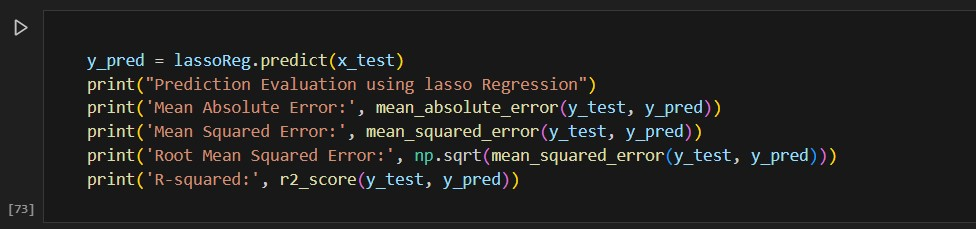 y_pred = lassoReg.predict(x_test)
print("Prediction Evaluation using lasso Regression")
print('Mean Absolute Error:', mean_absolute_error(y_test, y_pred))
print('Mean Squared Error:', mean_squared_error(y_test, y_pred))
print('Root Mean Squared Error:', np.sqrt(mean_squared_error(y_test, y_pred)))
print('R-squared:', r2_score(y_test, y_pred))
[73]